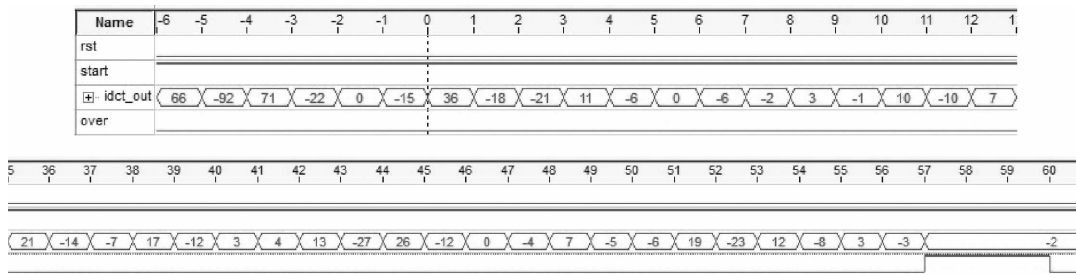 Name -6 -5 -4 -3 -2 -1 0 1 2 3 4 5 6 7 8 9 10 11 12 1
rst
start
idct_out 66 -92 71 -22 0 -15 36 -18 -21 11 -6 0 -6 -2 3 -1 10 -10 7
over
5 36 37 38 39 40 41 42 43 44 45 46 47 48 49 50 51 52 53 54 55 56 57 58 59 60
21 -14 -7 17 -12 3 4 13 -27 26 -12 0 -4 7 -5 -6 19 -23 12 -8 3 -3 -2